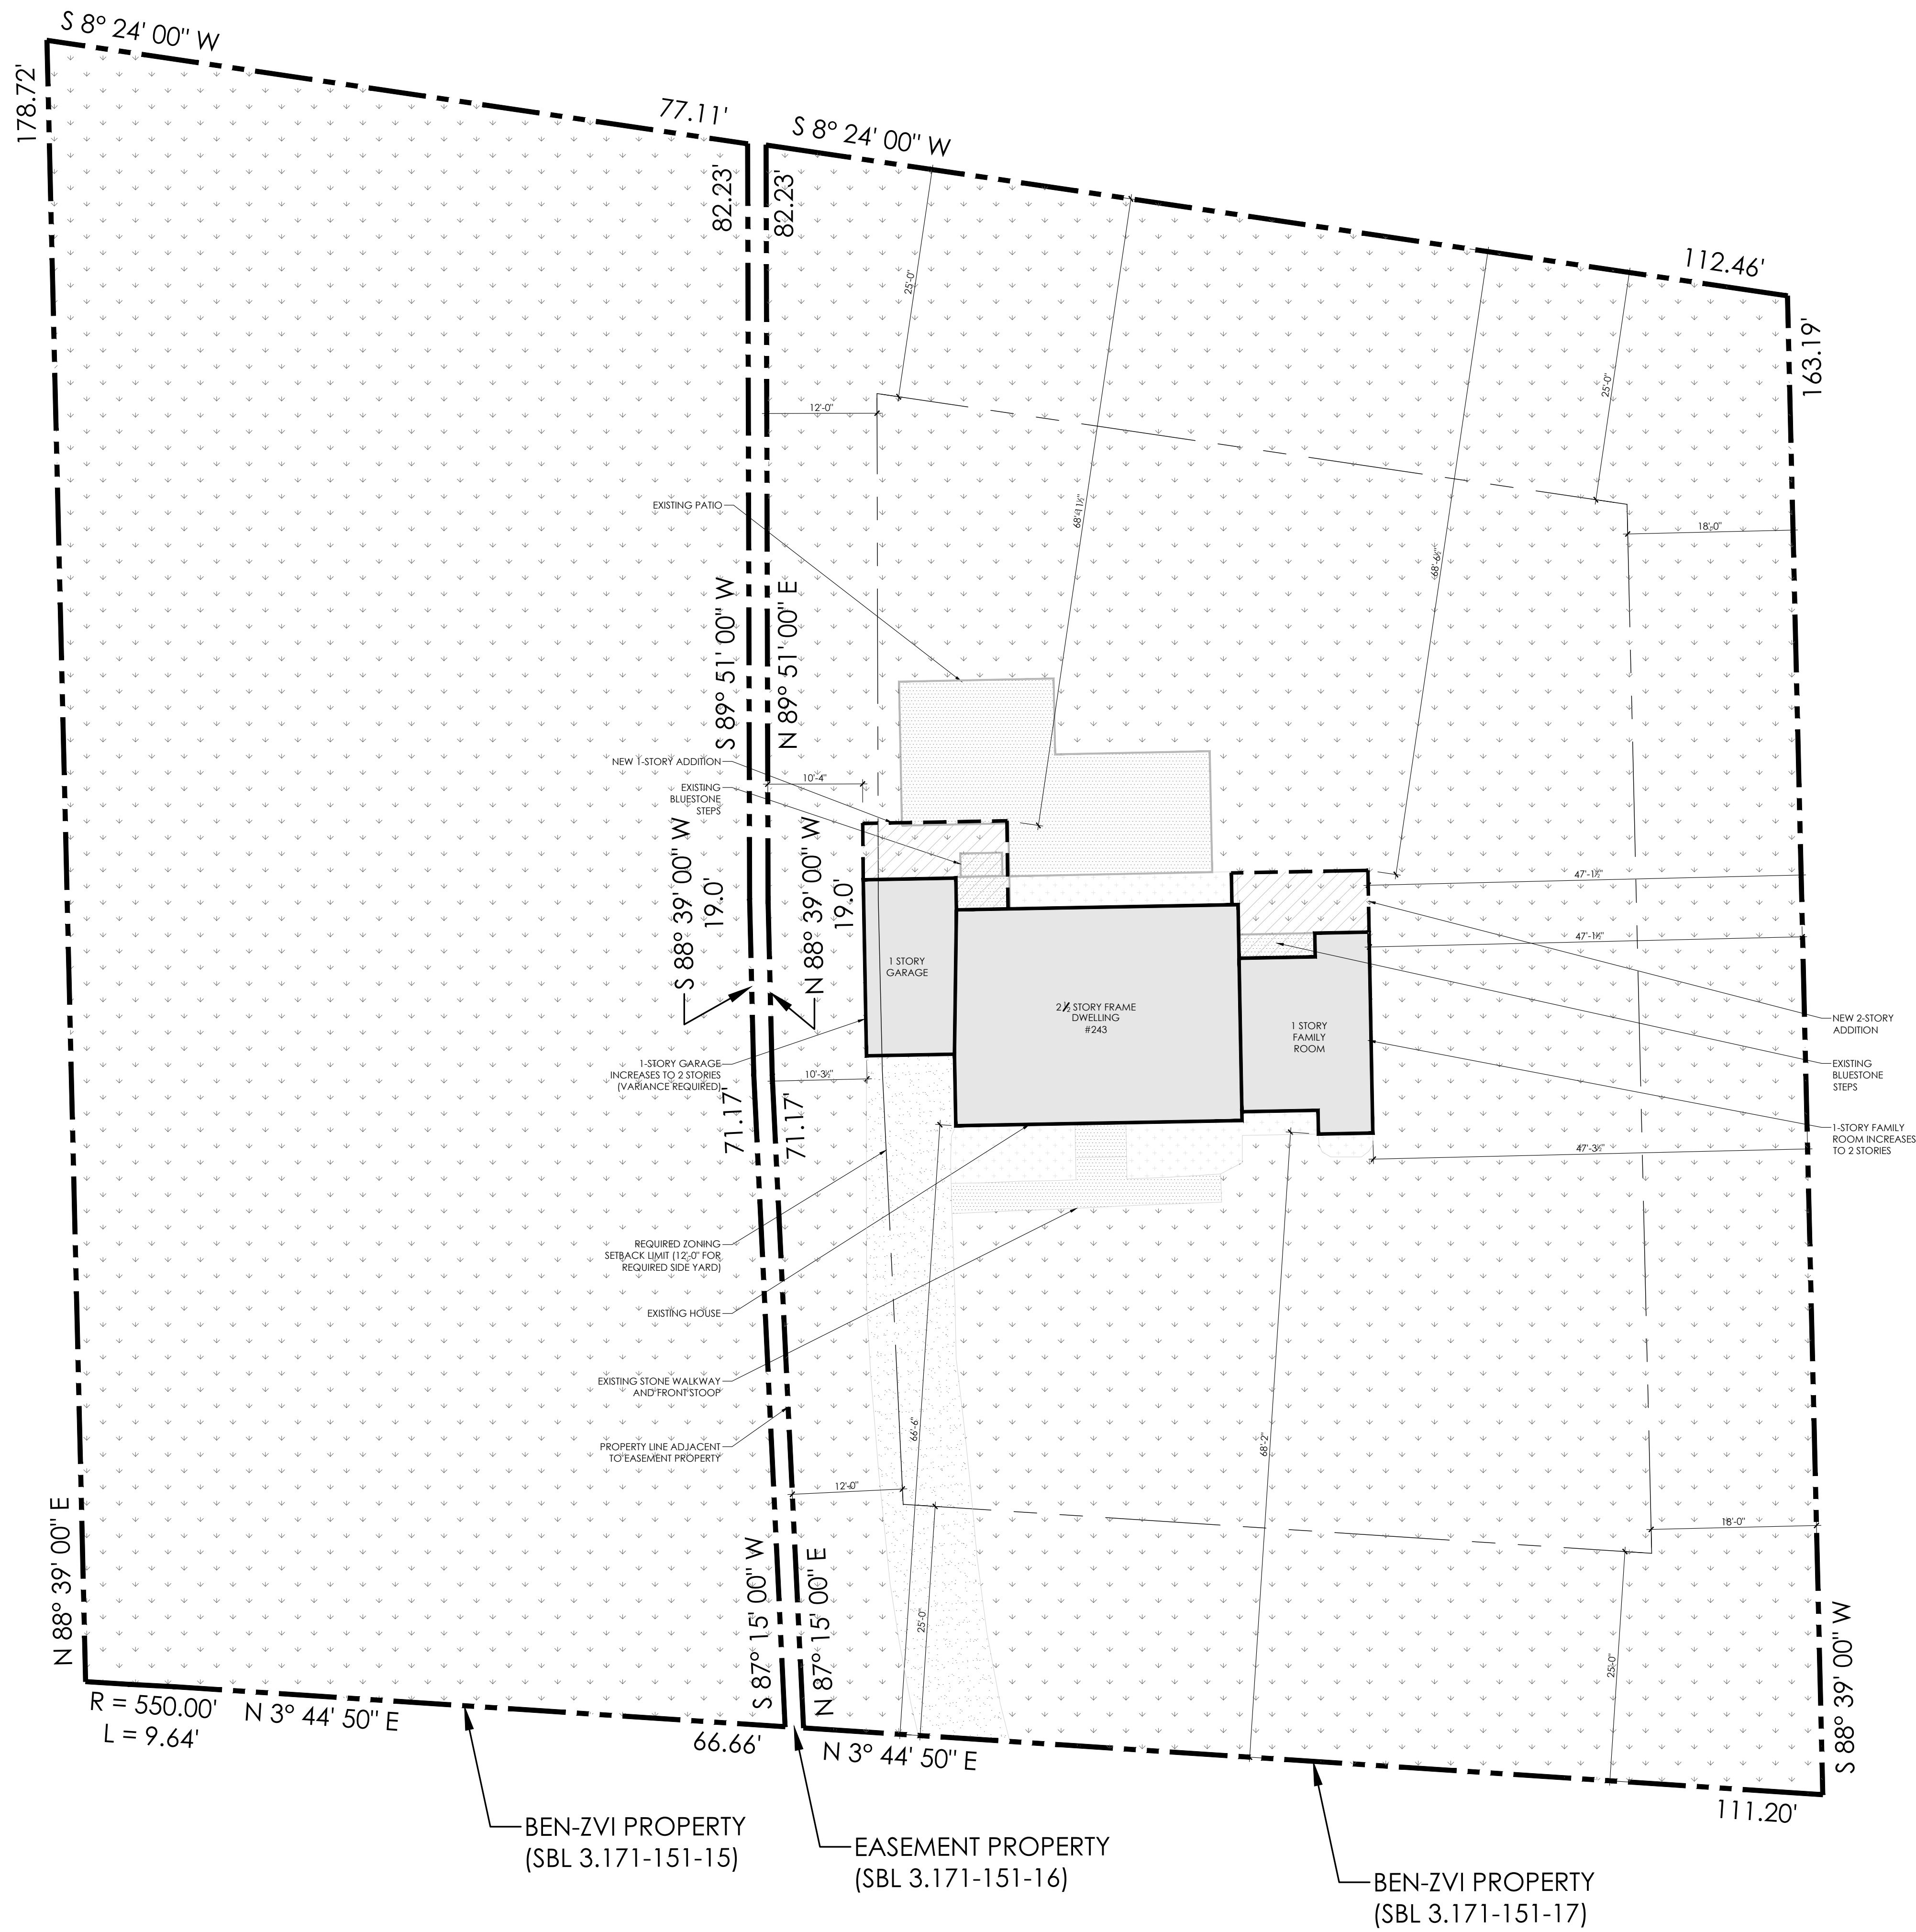 S 8° 24' 00" W
178.72'
77.11'
S 8° 24' 00" W
82.23'
82.23'
112.46'
163.19'
25'-0"
25'-0"
12'-0"
EXISTING PATIO
68'-11½"
18'-0"
68'-6½"
S 89° 51' 00" W
N 89° 51' 00" E
NEW 1-STORY ADDITION
10'-4"
EXISTING
BLUESTONE
STEPS
S 88° 39' 00" W
19.0'
N 88° 39' 00" W
19.0'
47'-1½"
47'-1½"
1 STORY
GARAGE
2 ½ STORY FRAME
DWELLING
#243
1 STORY
FAMILY
ROOM
NEW 2-STORY
ADDITION
1-STORY GARAGE
INCREASES TO 2 STORIES
(VARIANCE REQUIRED)
10'-3½"
EXISTING
BLUESTONE
STEPS
71.17'
71.17'
1-STORY FAMILY
ROOM INCREASES
TO 2 STORIES
47'-3½"
REQUIRED ZONING
SETBACK LIMIT (12'-0" FOR
REQUIRED SIDE YARD)
EXISTING HOUSE
EXISTING STONE WALKWAY
AND FRONT STOOP
66'-6"
68'-2"
PROPERTY LINE ADJACENT
TO EASEMENT PROPERTY
12'-0"
18'-0"
N 88° 39' 00" E
S 87° 15' 00" W
N 87° 15' 00" E
25'-0"
25'-0"
S 88° 39' 00" W
R = 550.00'
L = 9.64'
N 3° 44' 50" E
66.66'
N 3° 44' 50" E
111.20'
BEN-ZVI PROPERTY
(SBL 3.171-151-15)
EASEMENT PROPERTY
(SBL 3.171-151-16)
BEN-ZVI PROPERTY
(SBL 3.171-151-17)